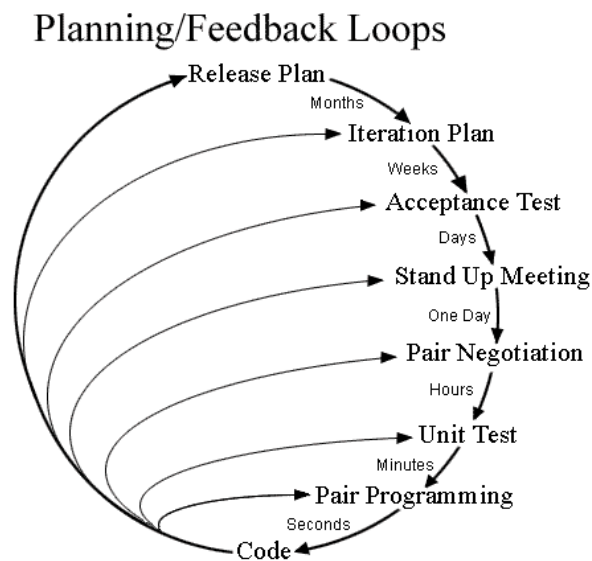 Planning/Feedback Loops
Release Plan
Months
Iteration Plan
Weeks
Acceptance Test
Days
Stand Up Meeting
One Day
Pair Negotiation
Hours
Unit Test
Minutes
Pair Programming
Seconds
Code